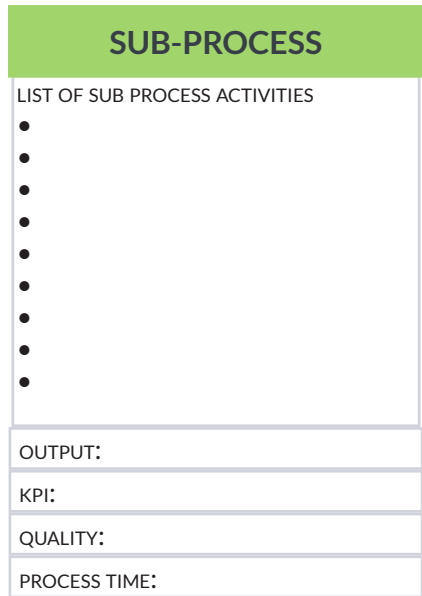 SUB-PROCESS
LIST OF SUB PROCESS ACTIVITIES
●
●
●
●
●
●
●
●
●
OUTPUT:
KPI:
QUALITY:
PROCESS TIME: